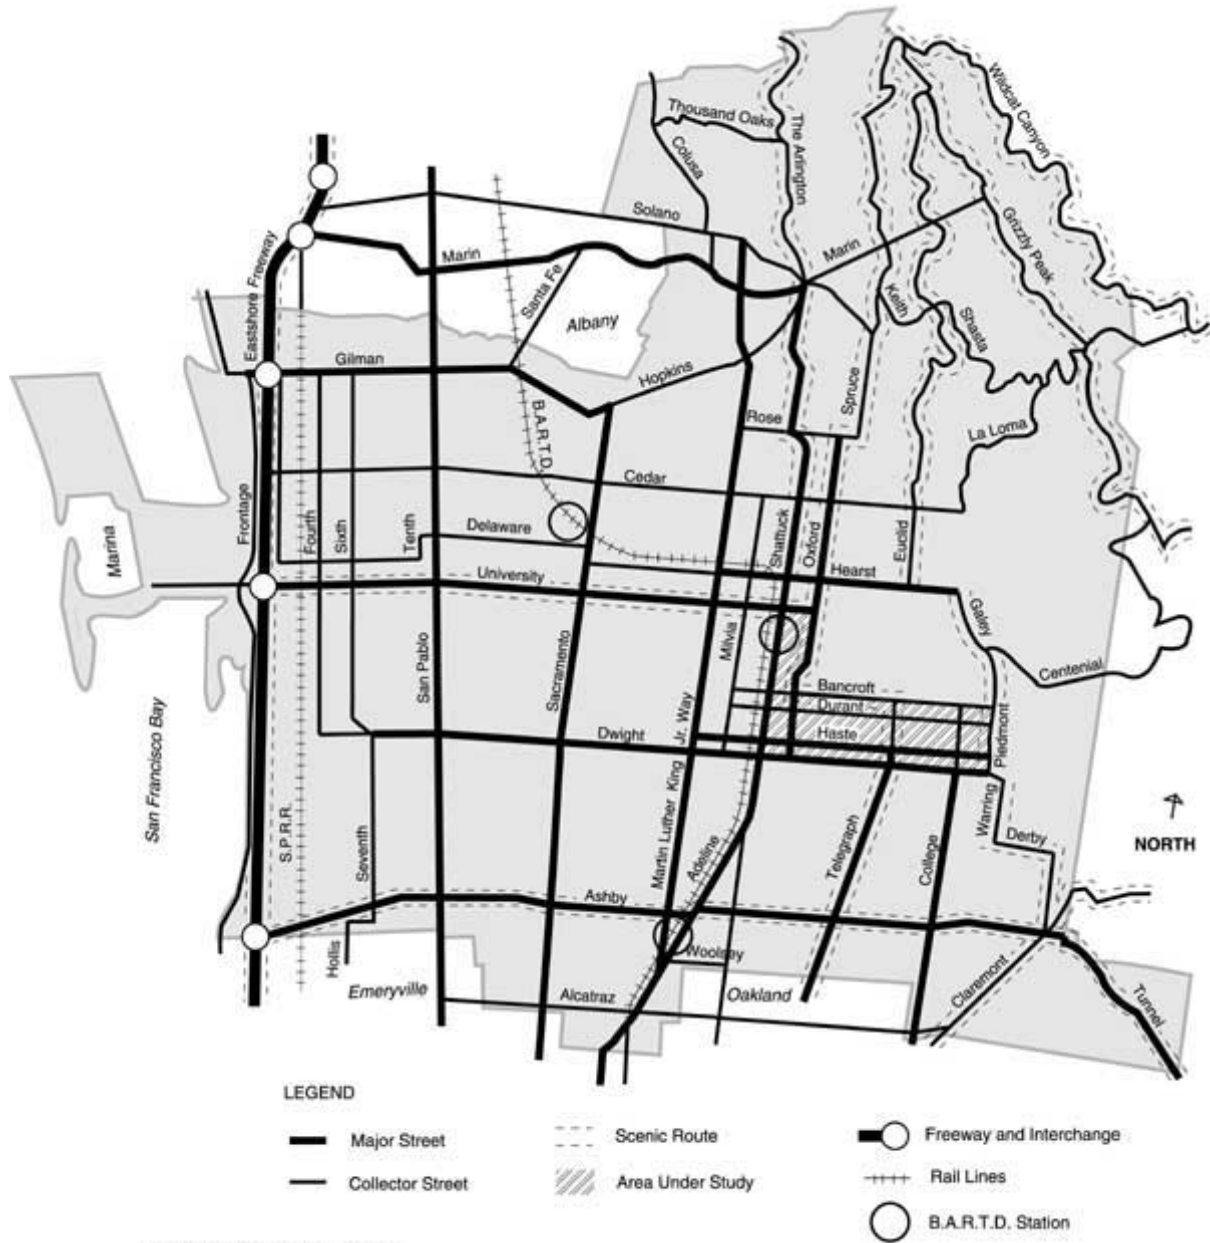 Wildcat Canyon
Thousand Oaks
The Arlington
Colusa
Solano
Grizzly Peak
Marin
Marin
Eastshore Freeway
Santa Fe
Keith
Shasta
Albany
Gilman
Hopkins
Spruce
B.A.R.T.D.
Rose
La Loma
Cedar
Frontage
Fourth
Sixth
Tenth
Delaware
Shattuck
Oxford
Euclid
Marina
University
Hearst
Galey
Milvia
San Pablo
Sacramento
Centenial
Bancroft
Durant
Haste
Dwight
Jr. Way
Piedmont
San Francisco Bay
Martin Luther King
Warring
Derby
NORTH
S.P.R.R.
Seventh
Adeline
Telegraph
College
Ashby
Woolsey
Hollis
Claremont
Emeryville
Alcatraz
Oakland
Tunnel
LEGEND
Major Street
Scenic Route
Freeway and Interchange
Collector Street
Area Under Study
Rail Lines
B.A.R.T.D. Station